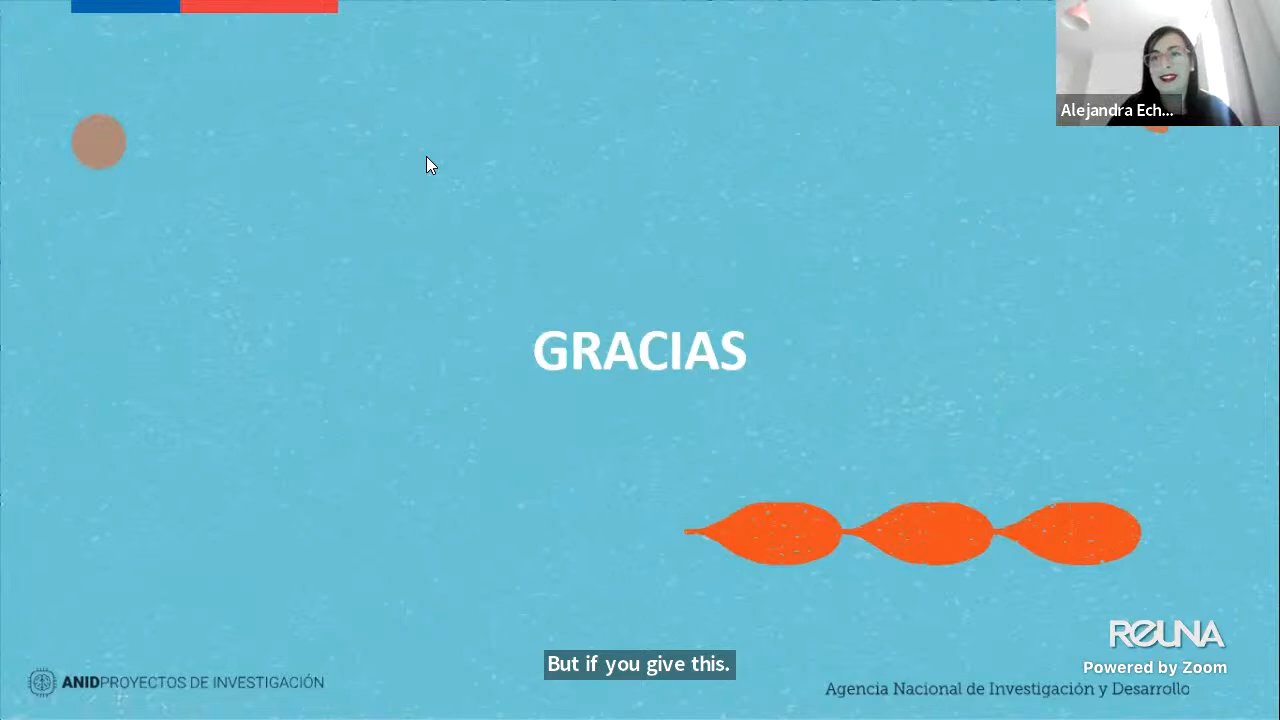 Alejandra Ech...
GRACIAS
REUNA
Powered by Zoom
But if you give this.
ANIDPROYECTOS DE INVESTIGACIÓN
Agencia Nacional de Investigación y Desarrollo